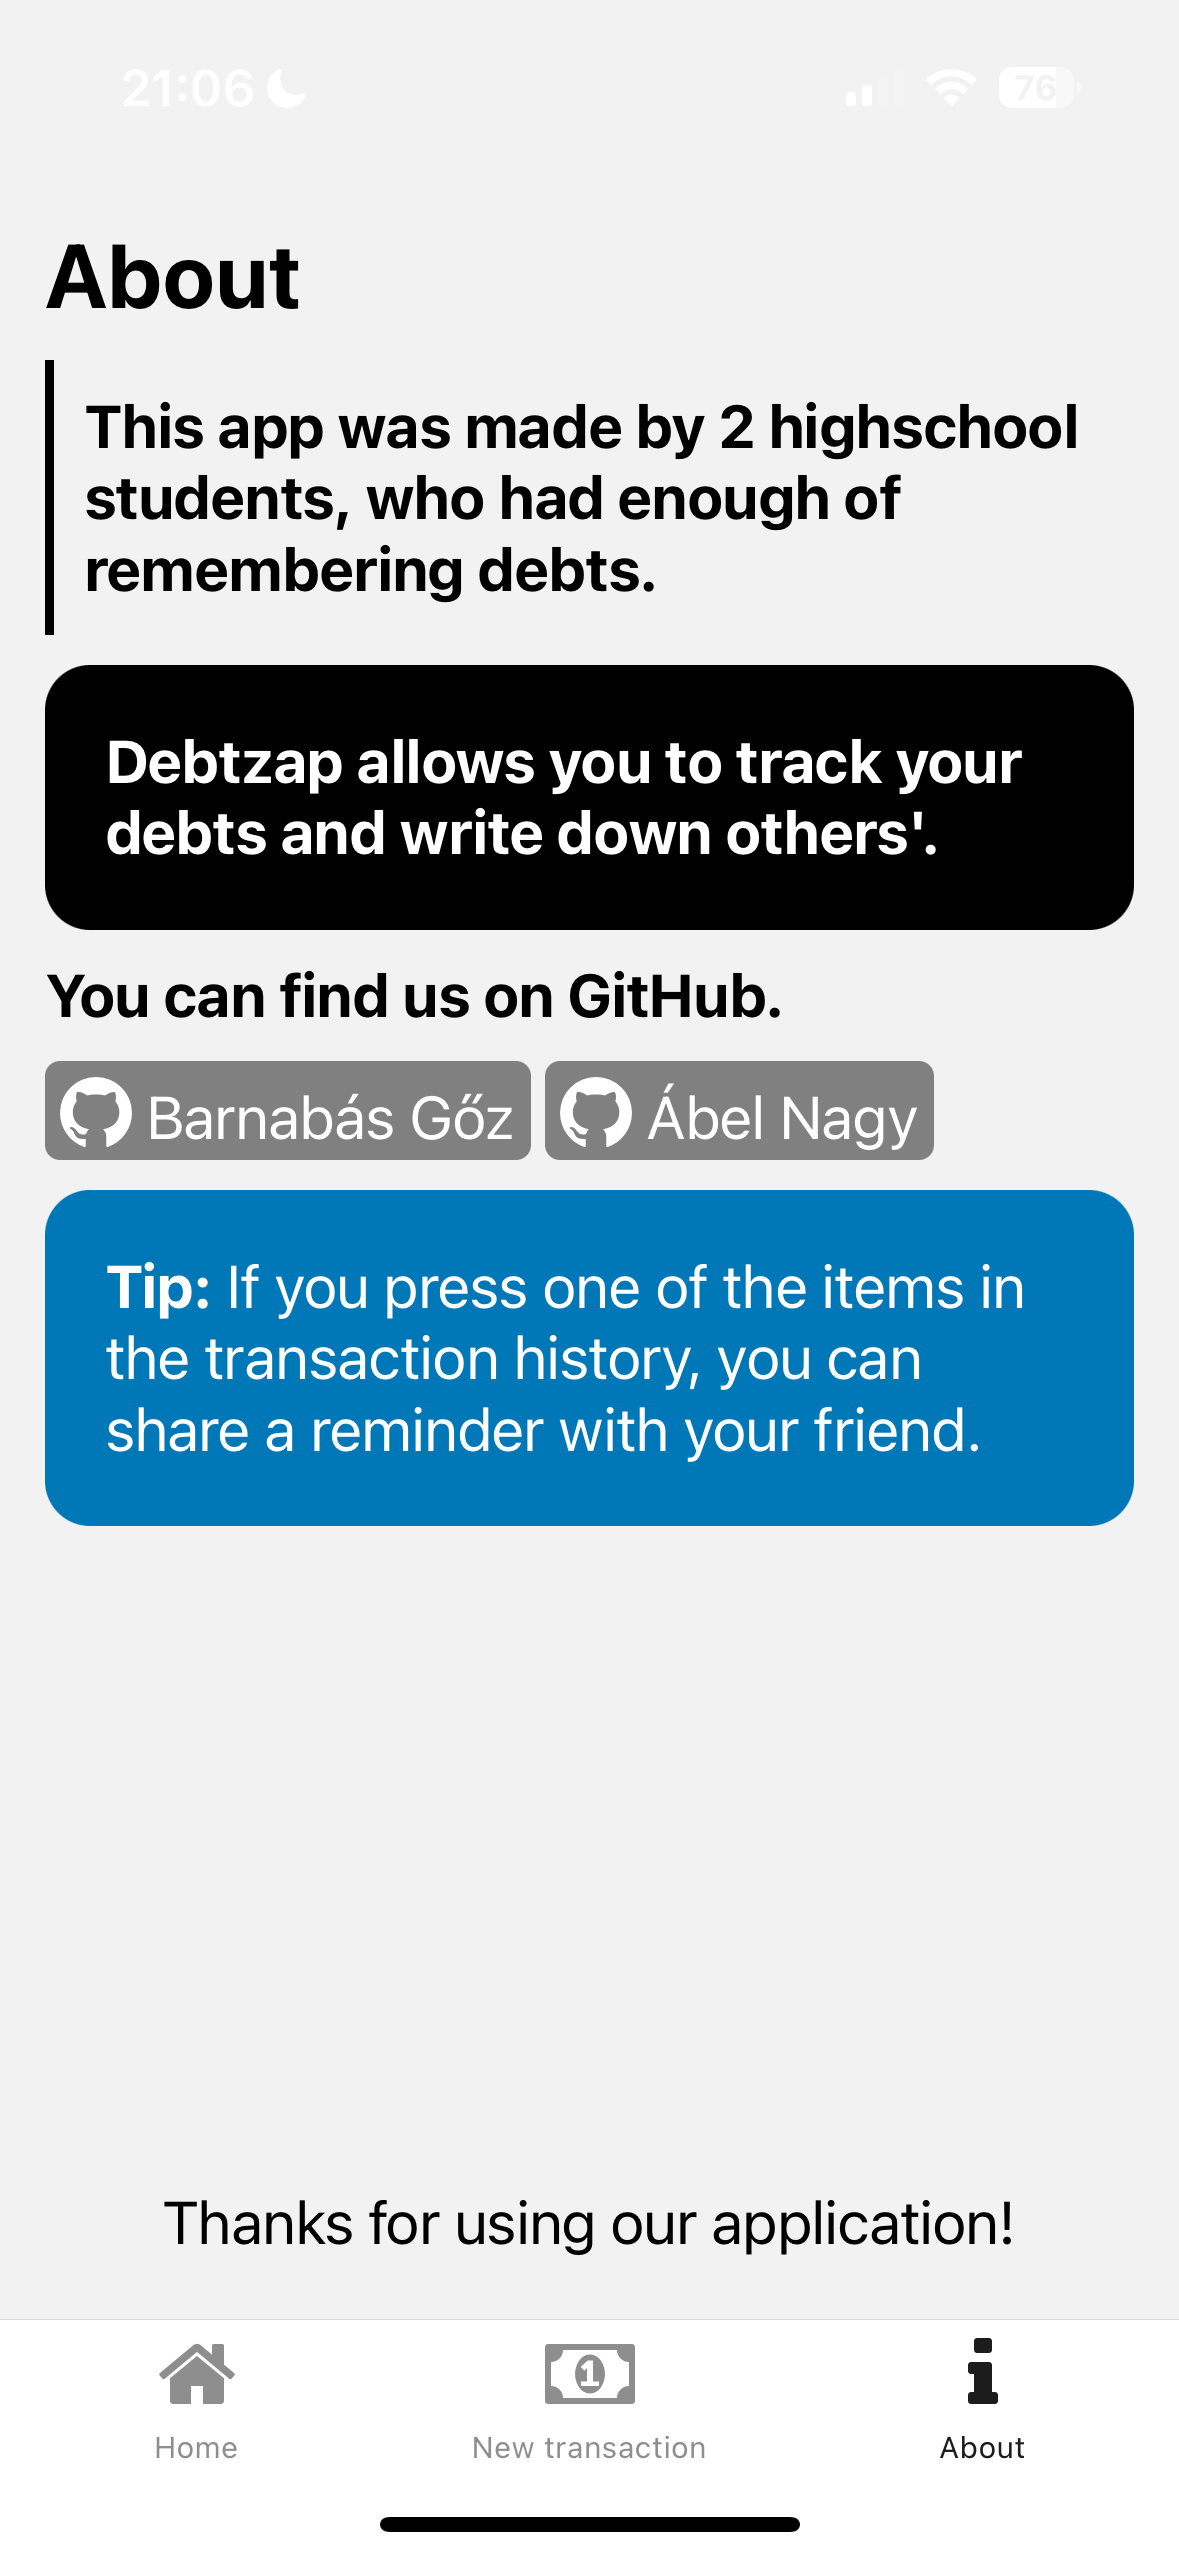 21:06
76
About
This app was made by 2 highschool
students, who had enough of
remembering debts.
Debtzap allows you to track your
debts and write down others'.
You can find us on GitHub.
Barnabás Gőz
Ábel Nagy
Tip: If you press one of the items in
the transaction history, you can
share a reminder with your friend.
Thanks for using our application!
1
Home
New transaction
About